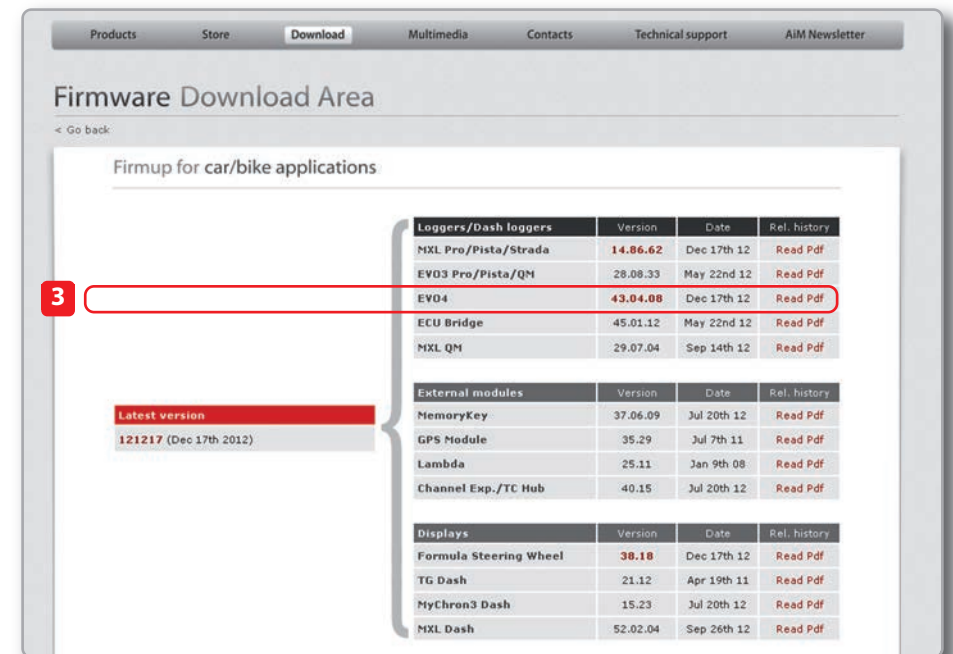 Products Store Download Multimedia Contacts Technical support AiM Newsletter
Firmware Download Area
< Go back
Firmup for car/bike applications
Loggers/Dash loggers Version Date Rel. history
MXL Pro/Pista/Strada 14.86.62 Dec 17th 12 Read Pdf
EVO3 Pro/Pista/QM 28.08.33 May 22nd 12 Read Pdf
3 EVO4 43.04.08 Dec 17th 12 Read Pdf
ECU Bridge 45.01.12 May 22nd 12 Read Pdf
MXL QM 29.07.04 Sep 14th 12 Read Pdf
External modules Version Date Rel. history
Latest version
MemoryKey 37.06.09 Jul 20th 12 Read Pdf
121217 (Dec 17th 2012)
GPS Module 35.29 Jul 7th 11 Read Pdf
Lambda 25.11 Jan 9th 08 Read Pdf
Channel Exp./TC Hub 40.15 Jul 20th 12 Read Pdf
Displays Version Date Rel. history
Formula Steering Wheel 38.18 Dec 17th 12 Read Pdf
TG Dash 21.12 Apr 19th 11 Read Pdf
MyChron3 Dash 15.23 Jul 20th 12 Read Pdf
MXL Dash 52.02.04 Sep 26th 12 Read Pdf